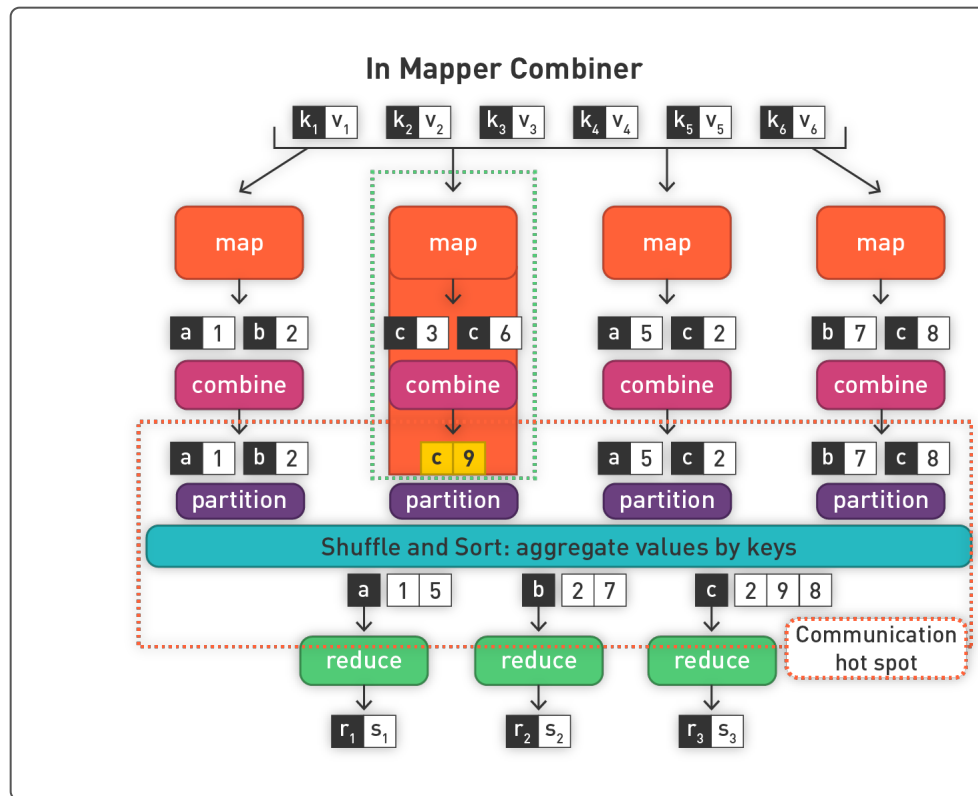 In Mapper Combiner
k₁ v₁ k₂ v₂ k₃ v₃ k₄ v₄ k₅ v₅ k₆ v₆
map map map map
a 1 b 2 c 3 c 6 a 5 c 2 b 7 c 8
combine combine combine combine
a 1 b 2 c 9 a 5 c 2 b 7 c 8
partition partition partition partition
Shuffle and Sort: aggregate values by keys
a 1 5 b 2 7 c 2 9 8
Communication
hot spot
reduce reduce reduce
r₁ s₁ r₂ s₂ r₃ s₃